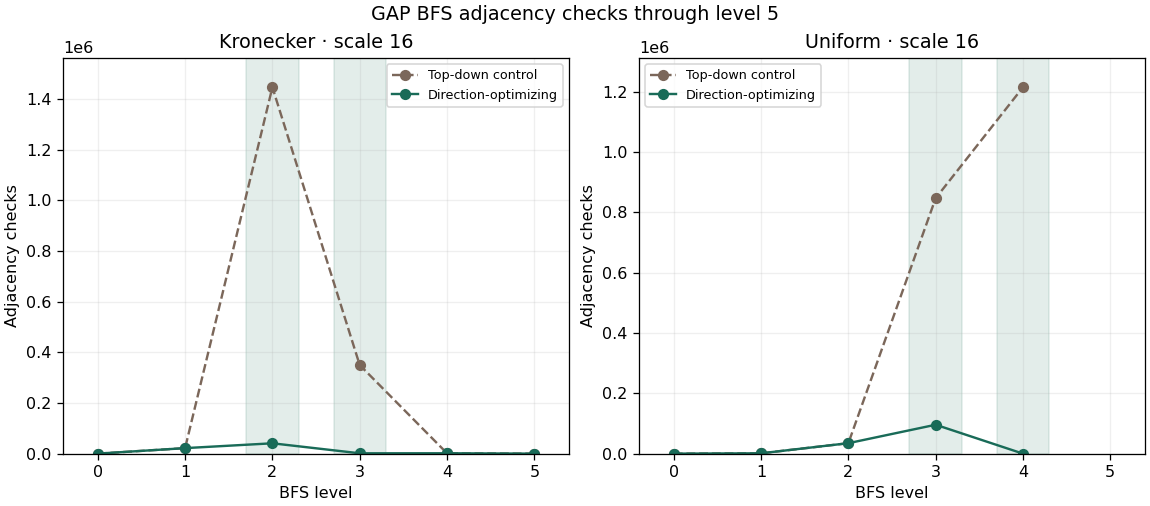 GAP BFS adjacency checks through level 5
Kronecker · scale 16
1e6
Top-down control
Direction-optimizing
1.4
1.2
1.0
0.8
0.6
0.4
0.2
0.0
Adjacency checks
0 1 2 3 4 5
BFS level
Uniform · scale 16
1e6
Top-down control
Direction-optimizing
1.2
1.0
0.8
0.6
0.4
0.2
0.0
Adjacency checks
0 1 2 3 4 5
BFS level